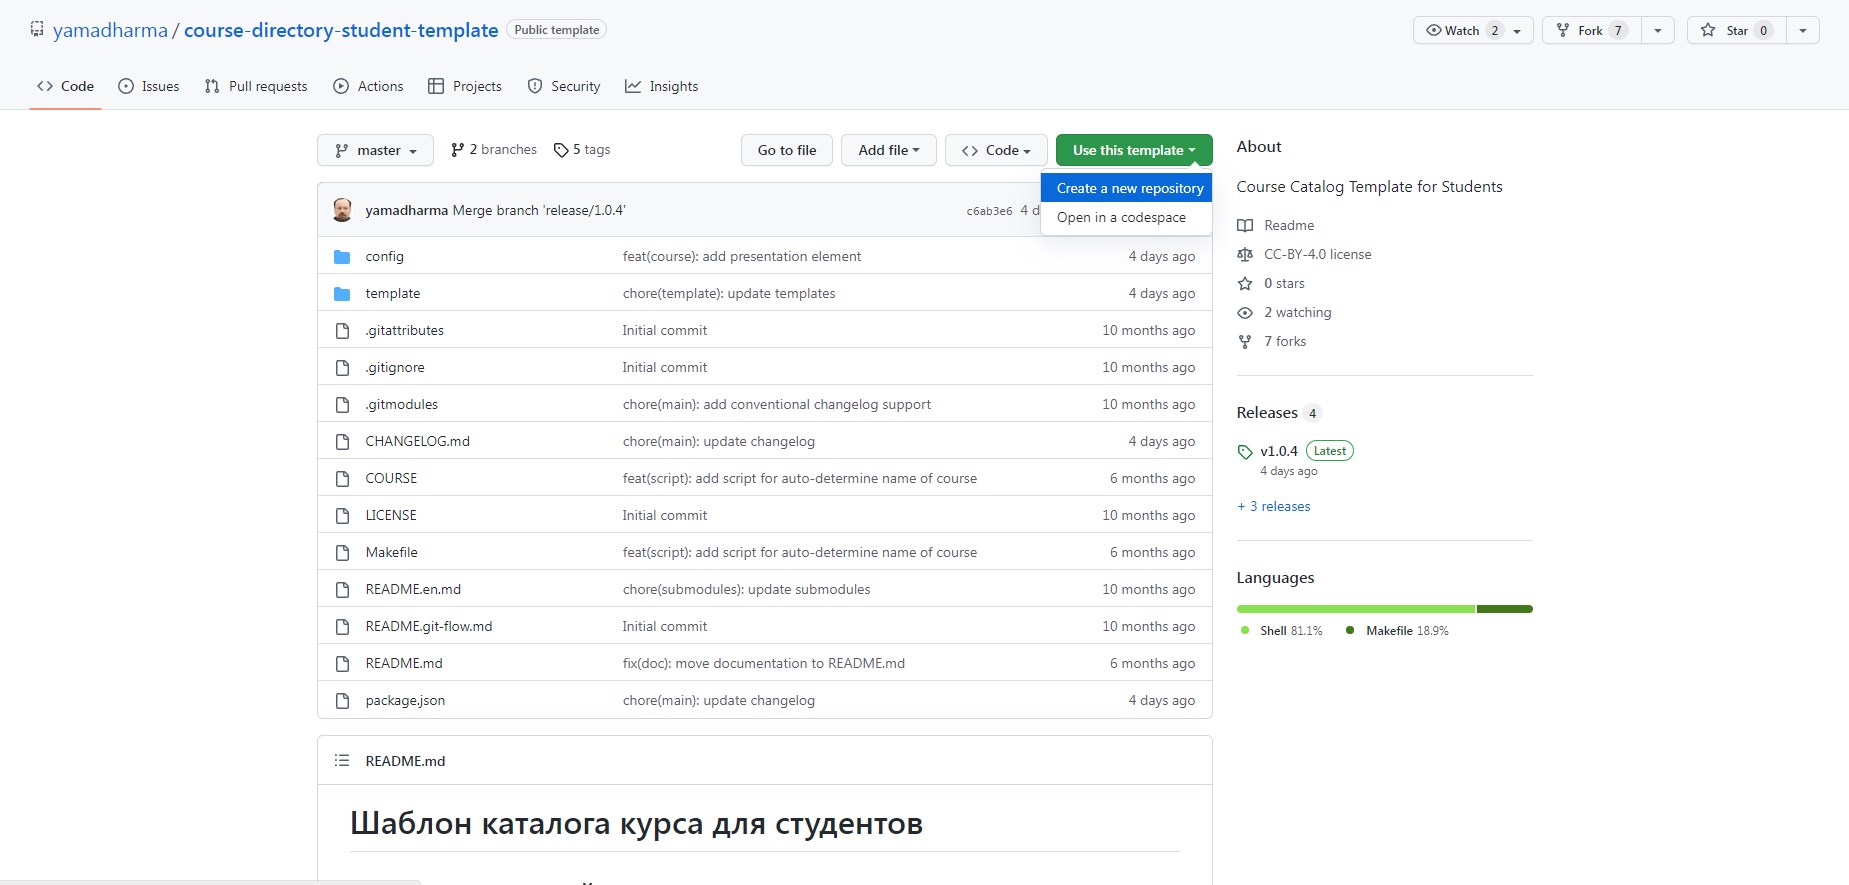 yamadharma / course-directory-student-template Public template
Watch 2 Fork 7 Star 0
Code Issues Pull requests Actions Projects Security Insights
master 2 branches 5 tags Go to file Add file Code Use this template
Create a new repository
Open in a codespace
yamadharma Merge branch 'release/1.0.4' c6ab3e6 4 d
config feat(course): add presentation element 4 days ago
template chore(template): update templates 4 days ago
.gitattributes Initial commit 10 months ago
.gitignore Initial commit 10 months ago
.gitmodules chore(main): add conventional changelog support 10 months ago
CHANGELOG.md chore(main): update changelog 4 days ago
COURSE feat(script): add script for auto-determine name of course 6 months ago
LICENSE Initial commit 10 months ago
Makefile feat(script): add script for auto-determine name of course 6 months ago
README.en.md chore(submodules): update submodules 10 months ago
README.git-flow.md Initial commit 10 months ago
README.md fix(doc): move documentation to README.md 6 months ago
package.json chore(main): update changelog 4 days ago
README.md
Шаблон каталога курса для студентов
About
Course Catalog Template for Students
Readme
CC-BY-4.0 license
0 stars
2 watching
7 forks
Releases 4
v1.0.4 Latest
4 days ago
+ 3 releases
Languages
Shell 81.1% Makefile 18.9%